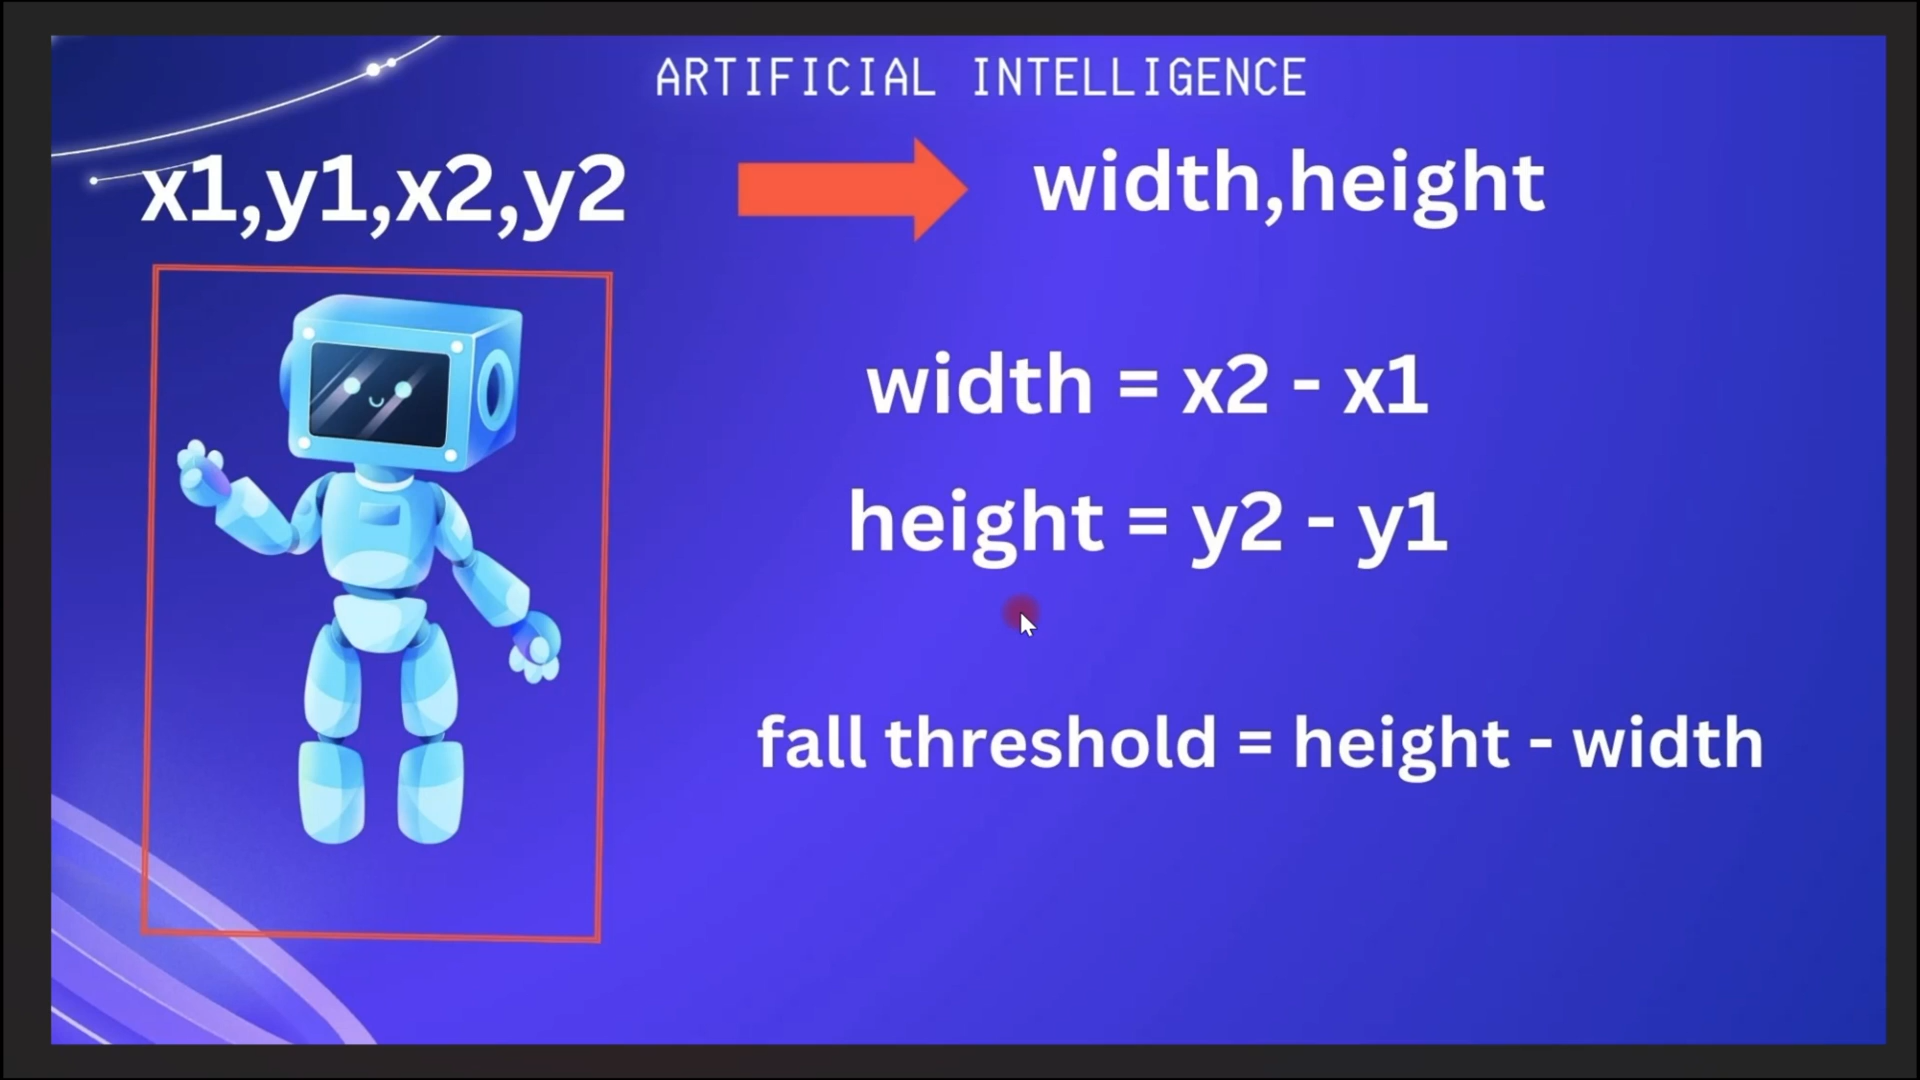 ARTIFICIAL INTELLIGENCE
x1,y1,x2,y2
width,height
width = x2 - x1
height = y2 - y1
fall threshold = height - width